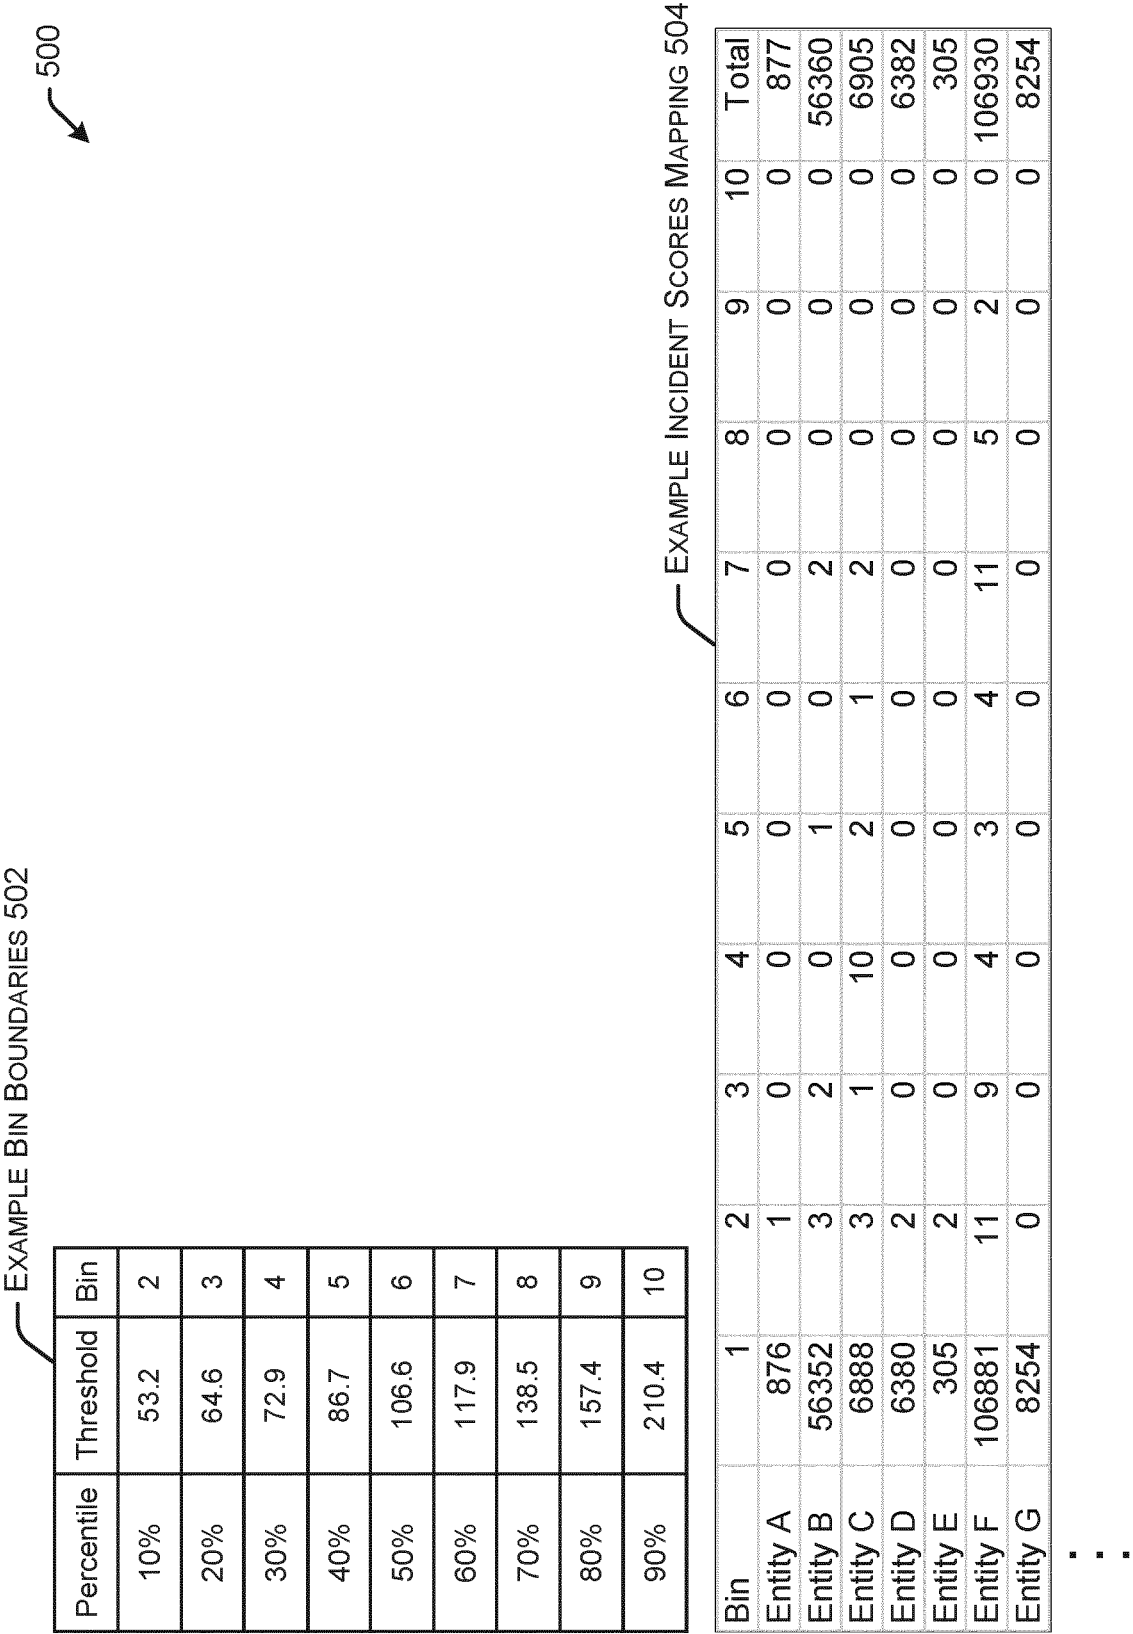 500
EXAMPLE BIN BOUNDARIES 502
Percentile Threshold Bin
10% 53.2 2
20% 64.6 3
30% 72.9 4
40% 86.7 5
50% 106.6 6
60% 117.9 7
70% 138.5 8
80% 157.4 9
90% 210.4 10
EXAMPLE INCIDENT SCORES MAPPING 504
Bin 1 2 3 4 5 6 7 8 9 10 Total
Entity A 876 1 0 0 0 0 0 0 0 0 877
Entity B 56352 3 2 0 1 0 2 0 0 0 56360
Entity C 6888 3 1 10 2 1 2 0 0 0 6905
Entity D 6380 2 0 0 0 0 0 0 0 0 6382
Entity E 305 2 0 0 0 0 0 0 0 0 305
Entity F 106881 11 9 4 3 4 11 5 2 0 106930
Entity G 8254 0 0 0 0 0 0 0 0 0 8254
. . .